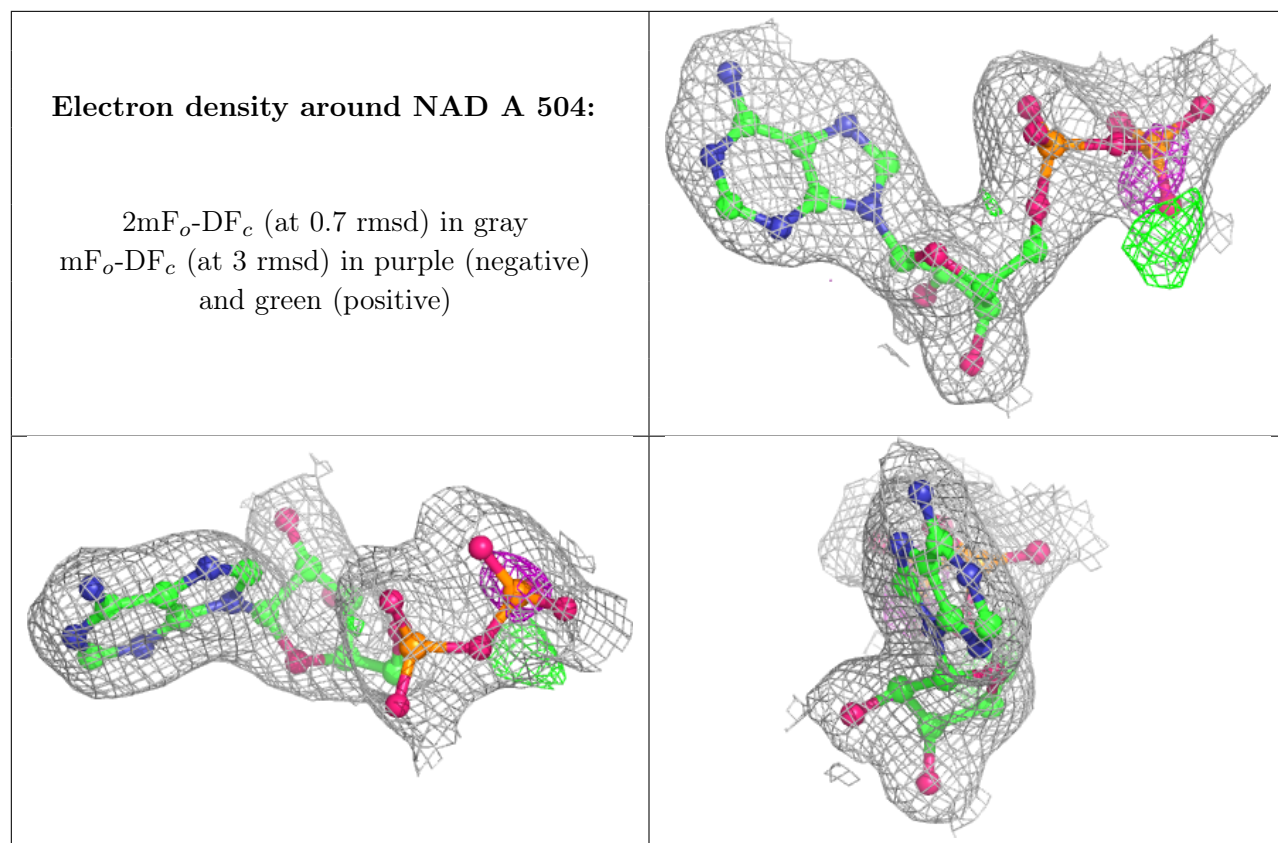 Electron density around NAD A 504:
2mFo-DFc (at 0.7 rmsd) in gray
mFo-DFc (at 3 rmsd) in purple (negative)
and green (positive)